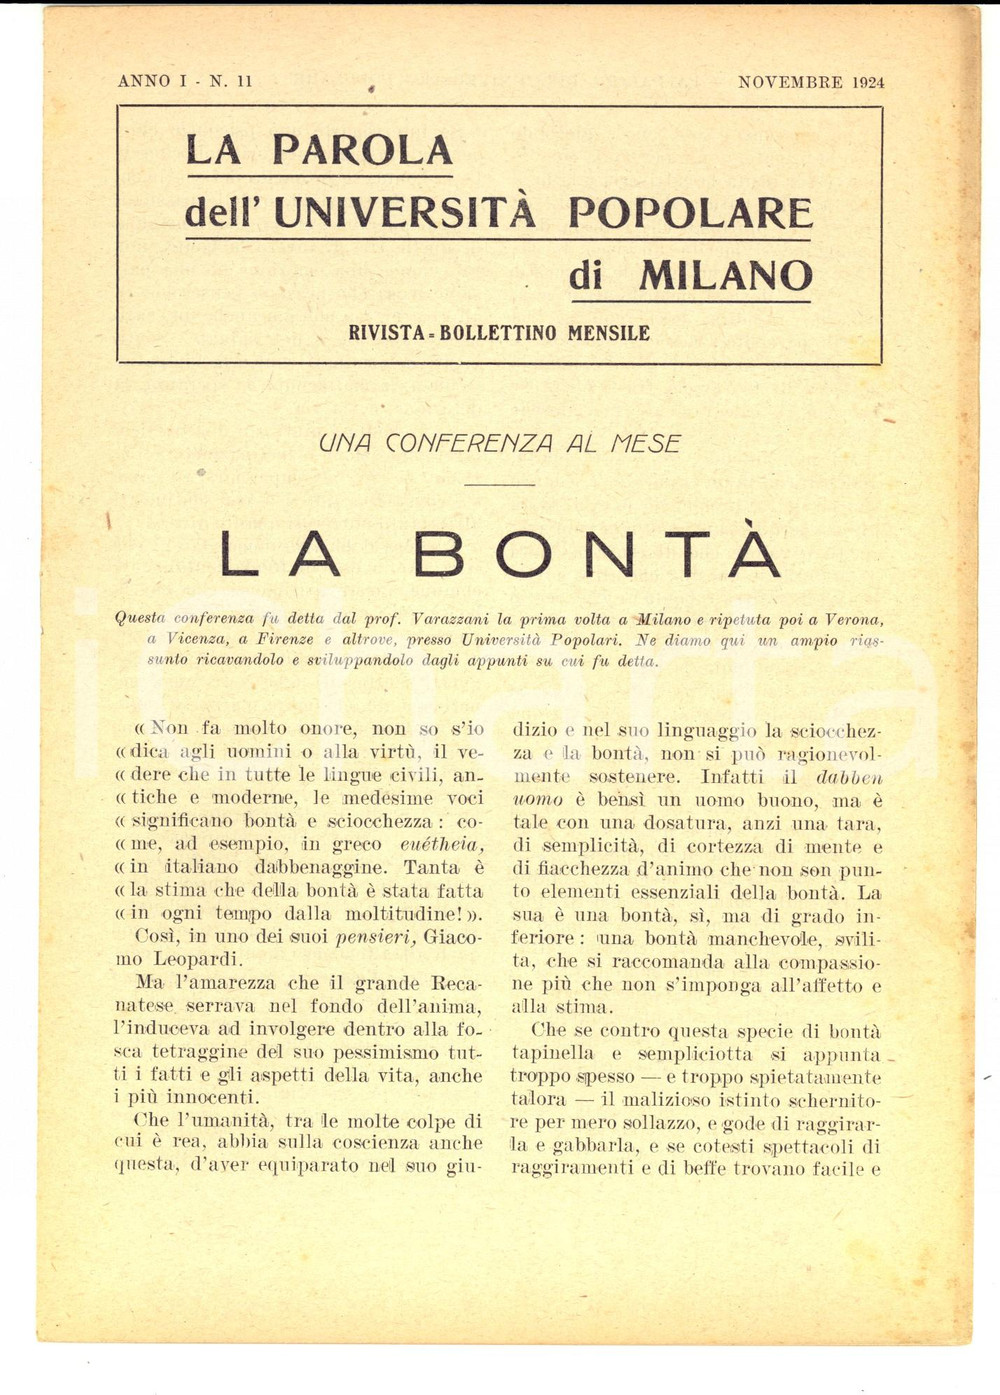 ANNO I - N. 11
NOVEMBRE 1924
LA PAROLA
dell' UNIVERSITÀ POPOLARE
di MILANO
RIVISTA=BOLLETTINO MENSILE
UNA CONFERENZA AL MESE
LA BONTÀ
Questa conferenza fu detta dal prof. Varazzani la prima volta a Milano e ripetuta poi a Verona,
a Vicenza, a Firenze e altrove, presso Università Popolari. Ne diamo qui un ampio rias-
sunto ricavandolo e sviluppandolo dagli appunti su cui fu detta.
« Non fa molto onore, non so s'io
« dica agli uomini o alla virtù, il ve-
« dere che in tutte le lingue civili, an-
« tiche e moderne, le medesime voci
« significano bontà e sciocchezza: co-
« me, ad esempio, in greco euétheia,
« in italiano dabbenaggine. Tanta è
« la stima che della bontà è stata fatta
« in ogni tempo dalla moltitudine! ».
Così, in uno dei suoi pensieri, Giaco-
mo Leopardi.
Ma l'amarezza che il grande Reca-
natese serrava nel fondo dell'anima,
l'induceva ad involgere dentro alla fo-
sca tetraggine del suo pessimismo tut-
ti i fatti e gli aspetti della vita, anche
i più innocenti.
Che l'umanità, tra le molte colpe di
cui è rea, abbia sulla coscienza anche
questa, d'aver equiparato nel suo giu-
dizio e nel suo linguaggio la sciocchez-
za e la bontà, non si può ragionevol-
mente sostenere. Infatti il dabben
uomo è bensì un uomo buono, ma è
tale con una dosatura, anzi una tara,
di semplicità, di cortezza di mente e
di fiacchezza d'animo che non son pun-
to elementi essenziali della bontà. La
sua è una bontà, sì, ma di grado in-
feriore: una bontà manchevole, svili-
ta, che si raccomanda alla compassio-
ne più che non s'imponga all'affetto e
alla stima.
Che se contro questa specie di bontà
tapinella e sempliciotta si appunta
troppo spesso — e troppo spietatamente
talora — il malizioso istinto schernito-
re per mero sollazzo, e gode di raggirar-
la e gabbarla, e se cotesti spettacoli di
raggiramenti e di beffe trovano facile e